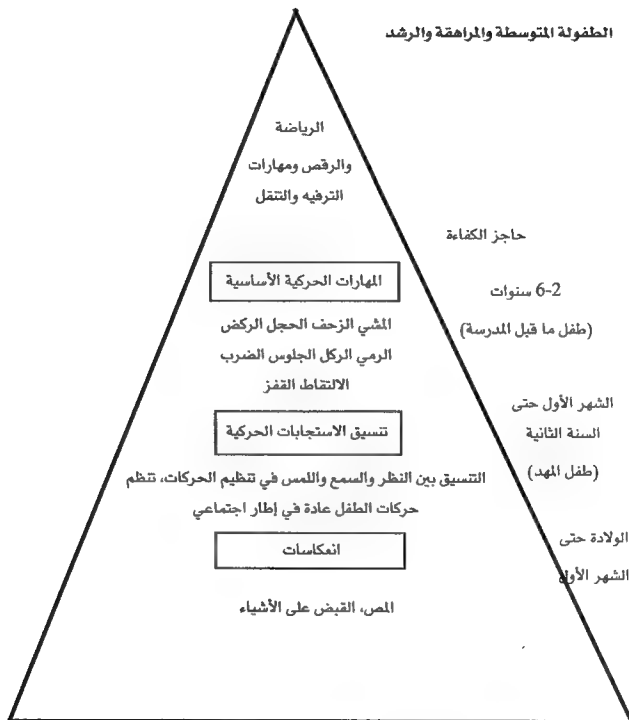 الطفولة المتوسطة والمراهقة والرشد
الرياضة
والرقص ومهارات
الترفيه والتنقل
حاجز الكفاءة
المهارات الحركية الأساسية
2-6 سنوات
المشي الزحف الحجل الركض
(طفل ما قبل المدرسة)
الرمي الركل الجلوس الضرب
الالتقاط القفز
الشهر الأول حتى
تنسيق الاستجابات الحركية
السنة الثانية
(طفل المهد)
التنسيق بين النظر والسمع واللمس في تنظيم الحركات، تنظم
حركات الطفل عادة في إطار اجتماعي
الولادة حتى
انعكاسات
الشهر الأول
المص، القبض على الأشياء